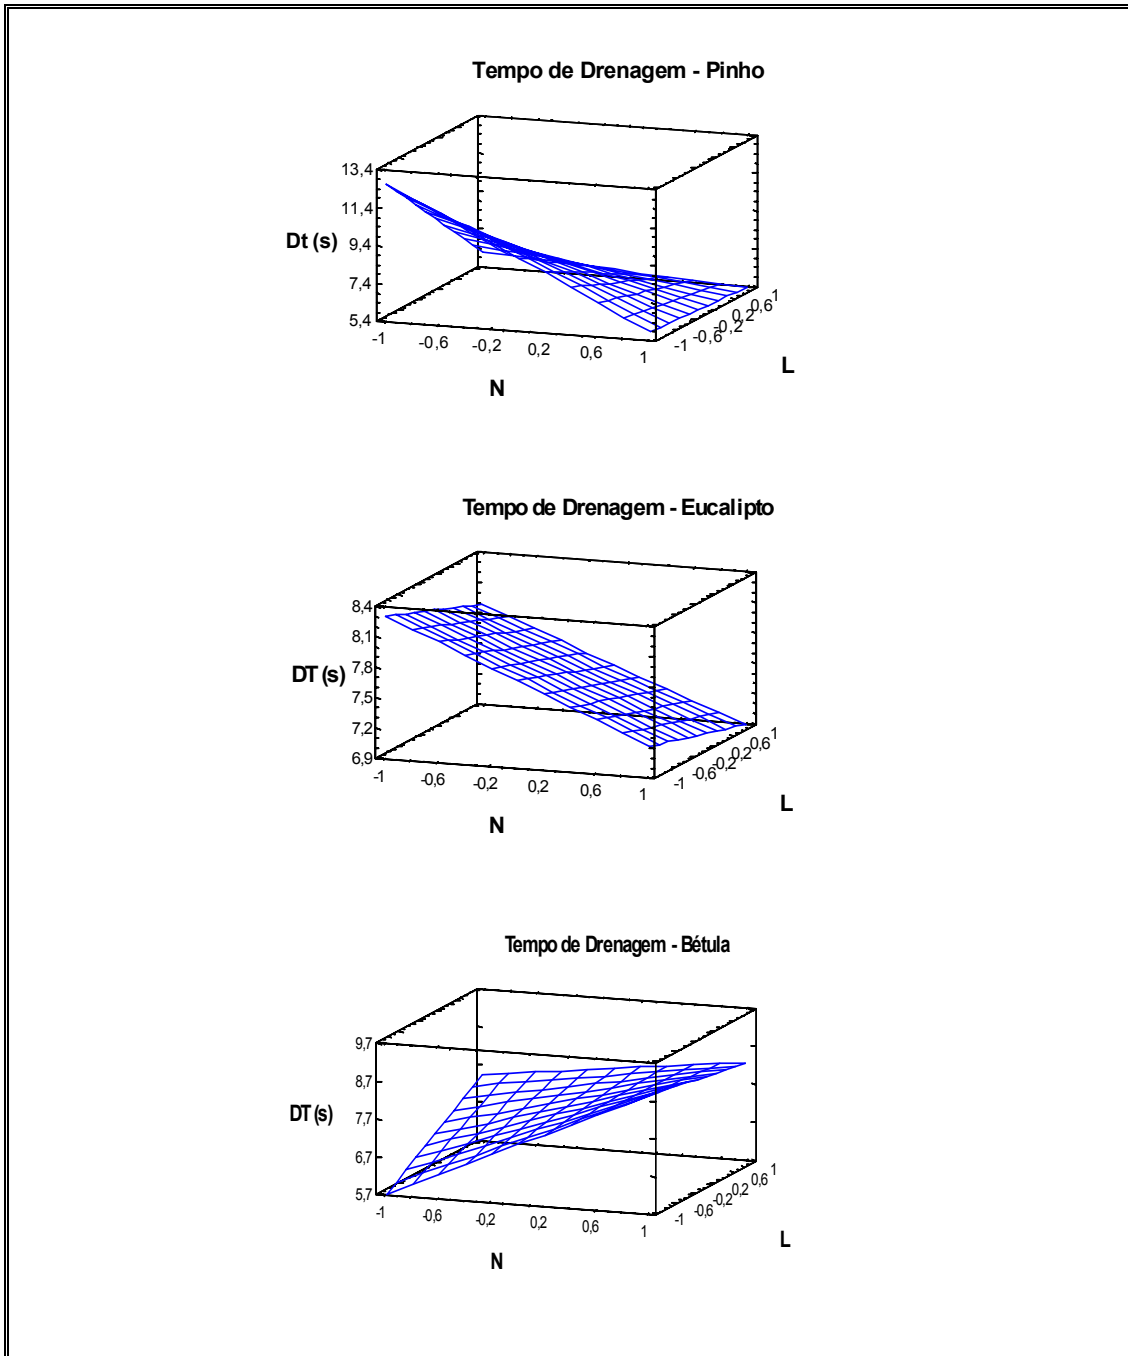 Tempo de Drenagem - Pinho
13,4
11,4
Dt (s)
9,4
7,4
5,4
-1 -0,6 -0,2 0,2 0,6 1
N
-1 -0,6 -0,2 0,2 0,6 1
L
Tempo de Drenagem - Eucalipto
8,4
8,1
7,8
DT (s)
7,5
7,2
6,9
-1 -0,6 -0,2 0,2 0,6 1
N
-1 -0,6 -0,2 0,2 0,6 1
L
Tempo de Drenagem - Bétula
9,7
8,7
DT (s)
7,7
6,7
5,7
-1 -0,6 -0,2 0,2 0,6 1
N
-1 -0,6 -0,2 0,2 0,6 1
L